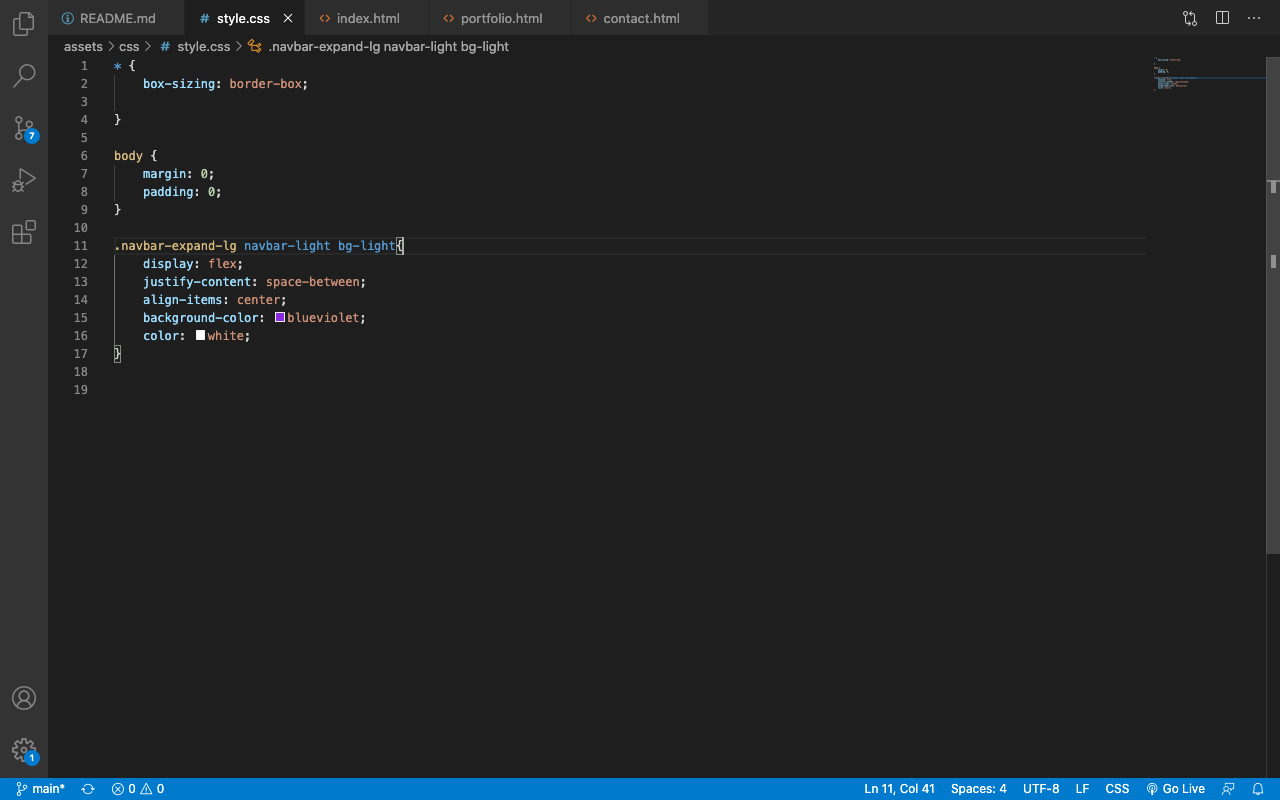 README.md # style.css index.html portfolio.html contact.html
assets > css > # style.css > .navbar-expand-lg navbar-light bg-light
1 * {
2 box-sizing: border-box;
3
4 }
5
6 body {
7 margin: 0;
8 padding: 0;
9 }
10
11 .navbar-expand-lg navbar-light bg-light{
12 display: flex;
13 justify-content: space-between;
14 align-items: center;
15 background-color: blueviolet;
16 color: white;
17 }
18
19
7
1
main* 0 0 Ln 11, Col 41 Spaces: 4 UTF-8 LF CSS Go Live